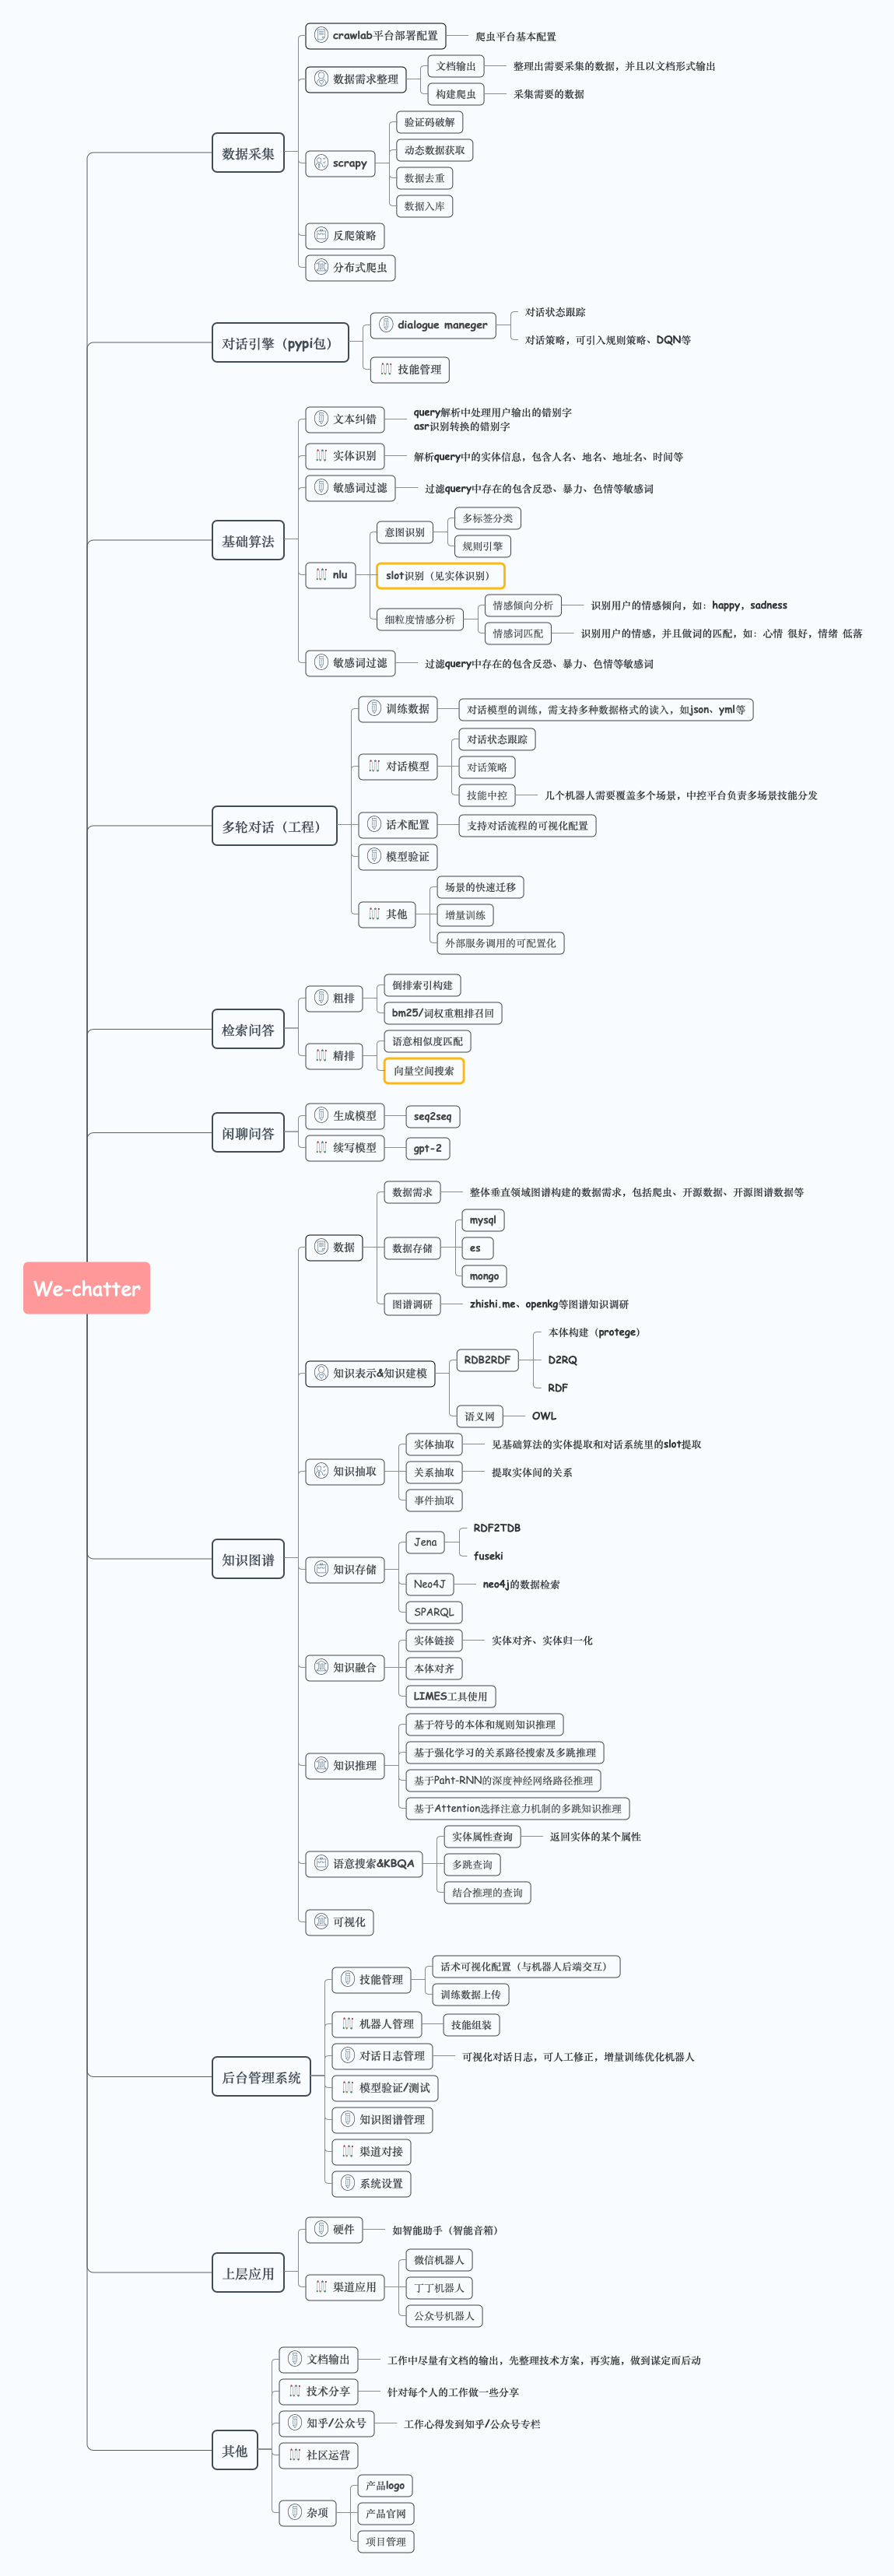 We-chatter
数据采集
crawlab平台部署配置
爬虫平台基本配置
数据需求整理
文档输出
整理出需要采集的数据，并且以文档形式输出
构建爬虫
采集需要的数据
scrapy
验证码破解
动态数据获取
数据去重
数据入库
反爬策略
分布式爬虫
对话引擎（pypi包）
dialogue maneger
对话状态跟踪
对话策略，可引入规则策略、DQN等
技能管理
基础算法
文本纠错
query解析中处理用户输出的错别字
asr识别转换的错别字
实体识别
解析query中的实体信息，包含人名、地名、地址名、时间等
敏感词过滤
过滤query中存在的包含反恐、暴力、色情等敏感词
nlu
意图识别
多标签分类
规则引擎
slot识别（见实体识别）
细粒度情感分析
情感倾向分析
识别用户的情感倾向，如：happy，sadness
情感词匹配
识别用户的情感，并且做词的匹配，如：心情 很好，情绪 低落
敏感词过滤
过滤query中存在的包含反恐、暴力、色情等敏感词
多轮对话（工程）
训练数据
对话模型的训练，需支持多种数据格式的读入，如json、yml等
对话模型
对话状态跟踪
对话策略
技能中控
几个机器人需要覆盖多个场景，中控平台负责多场景技能分发
话术配置
支持对话流程的可视化配置
模型验证
其他
场景的快速迁移
增量训练
外部服务调用的可配置化
检索问答
粗排
倒排索引构建
bm25/词权重粗排召回
精排
语意相似度匹配
向量空间搜索
闲聊问答
生成模型
seq2seq
续写模型
gpt-2
知识图谱
数据
数据需求
整体垂直领域图谱构建的数据需求，包括爬虫、开源数据、开源图谱数据等
数据存储
mysql
es
mongo
图谱调研
zhishi.me、openkg等图谱知识调研
知识表示&知识建模
RDB2RDF
本体构建（protege）
D2RQ
RDF
语义网
OWL
知识抽取
实体抽取
见基础算法的实体提取和对话系统里的slot提取
关系抽取
提取实体间的关系
事件抽取
知识存储
Jena
RDF2TDB
fuseki
Neo4J
neo4j的数据检索
SPARQL
知识融合
实体链接
实体对齐、实体归一化
本体对齐
LIMES工具使用
知识推理
基于符号的本体和规则知识推理
基于强化学习的关系路径搜索及多跳推理
基于Paht-RNN的深度神经网络路径推理
基于Attention选择注意力机制的多跳知识推理
语意搜索&KBQA
实体属性查询
返回实体的某个属性
多跳查询
结合推理的查询
可视化
后台管理系统
技能管理
话术可视化配置（与机器人后端交互）
训练数据上传
机器人管理
技能组装
对话日志管理
可视化对话日志，可人工修正，增量训练优化机器人
模型验证/测试
知识图谱管理
渠道对接
系统设置
上层应用
硬件
如智能助手（智能音箱）
渠道应用
微信机器人
丁丁机器人
公众号机器人
其他
文档输出
工作中尽量有文档的输出，先整理技术方案，再实施，做到谋定而后动
技术分享
针对每个人的工作做一些分享
知乎/公众号
工作心得发到知乎/公众号专栏
社区运营
杂项
产品logo
产品官网
项目管理